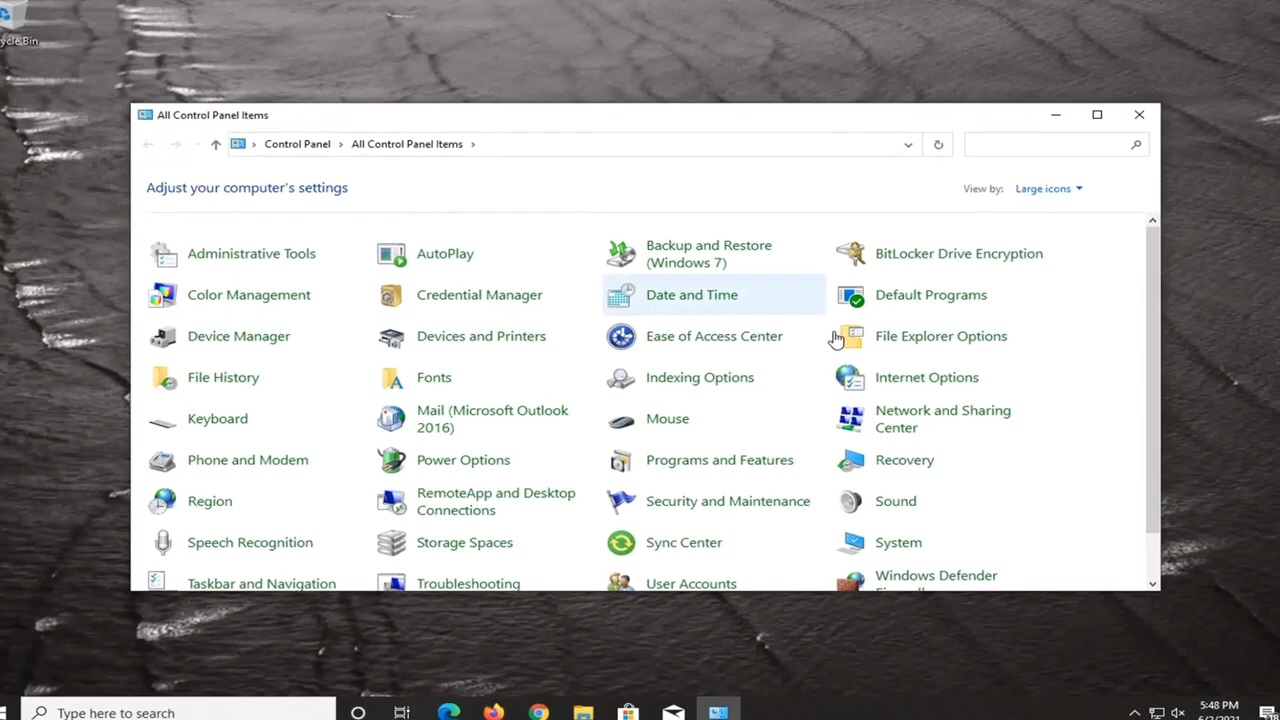 All Control Panel Items
Control Panel
All Control Panel Items
Adjust your computer's settings
View by:
Large icons
Administrative Tools
AutoPlay
Backup and Restore
(Windows 7)
BitLocker Drive Encryption
Color Management
Credential Manager
Date and Time
Default Programs
Device Manager
Devices and Printers
Ease of Access Center
File Explorer Options
File History
Fonts
Indexing Options
Internet Options
Keyboard
Mail (Microsoft Outlook
2016)
Mouse
Network and Sharing
Center
Phone and Modem
Power Options
Programs and Features
Recovery
Region
RemoteApp and Desktop
Connections
Security and Maintenance
Sound
Speech Recognition
Storage Spaces
Sync Center
System
Taskbar and Navigation
Troubleshooting
User Accounts
Windows Defender
Type here to search
5:48 PM